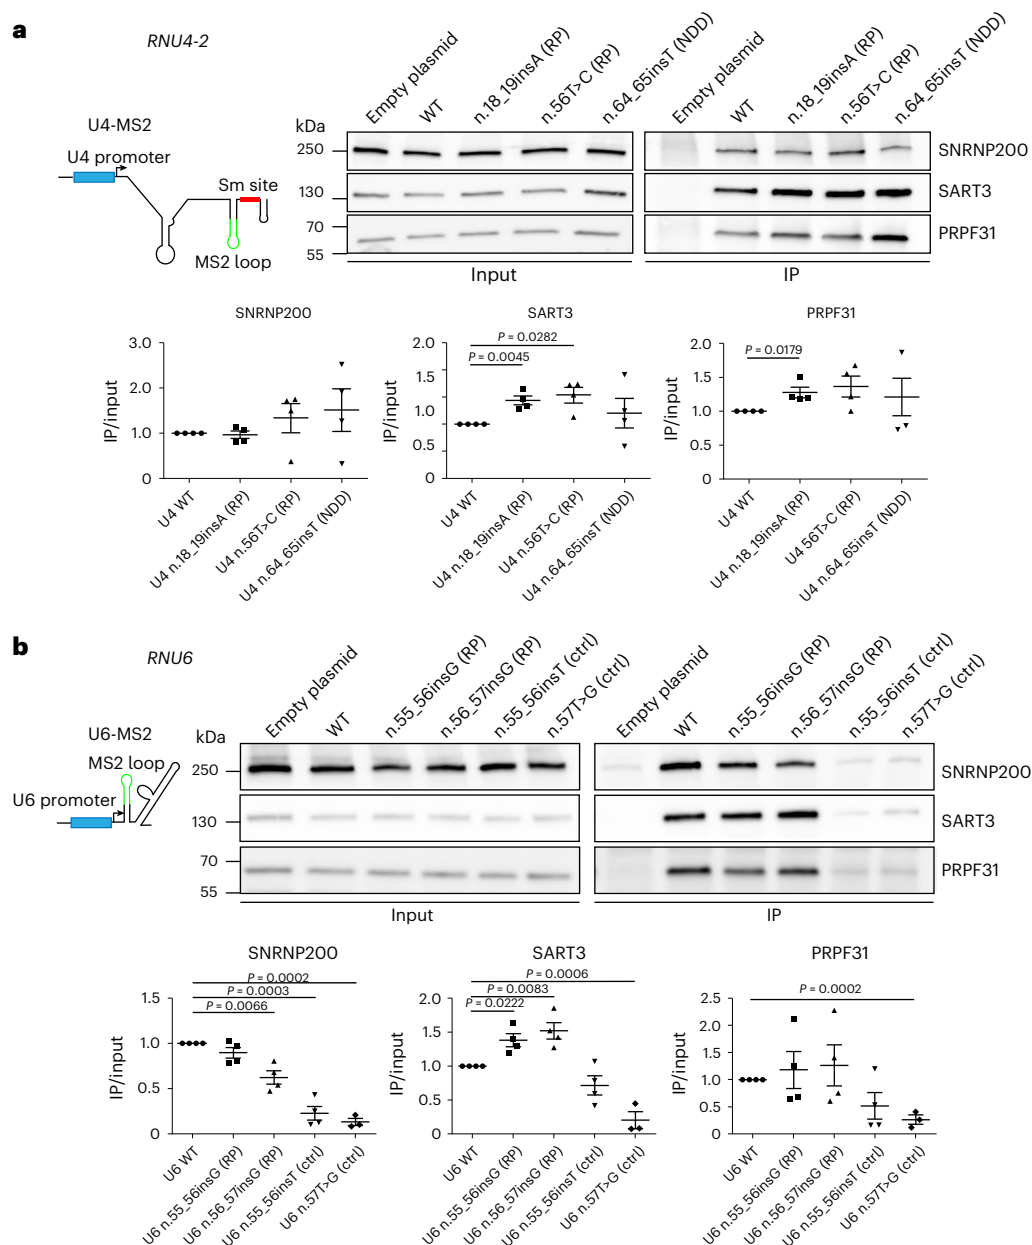 a
RNU4-2
U4-MS2
U4 promoter
Sm site
MS2 loop
Empty plasmid
WT
n.18_19insA (RP)
n.56T>C (RP)
n.64_65insT (NDD)
Empty plasmid
WT
n.18_19insA (RP)
n.56T>C (RP)
n.64_65insT (NDD)
kDa
250
130
70
55
SNRNP200
SART3
PRPF31
Input
IP
SNRNP200
IP/input
3.0
2.0
1.0
0
U4 WT
U4 n.18_19insA (RP)
U4 n.56T>C (RP)
U4 n.64_65insT (NDD)
SART3
P = 0.0282
P = 0.0045
IP/input
2.0
1.5
1.0
0.5
0
U4 WT
U4 n.18_19insA (RP)
U4 n.56T>C (RP)
U4 n.64_65insT (NDD)
PRPF31
P = 0.0179
IP/input
2.0
1.5
1.0
0.5
0
U4 WT
U4 n.18_19insA (RP)
U4 56T>C (RP)
U4 n.64_65insT (NDD)
b
RNU6
U6-MS2
MS2 loop
U6 promoter
Empty plasmid
WT
n.55_56insG (RP)
n.56_57insG (RP)
n.55_56insT (ctrl)
n.57T>G (ctrl)
Empty plasmid
WT
n.55_56insG (RP)
n.56_57insG (RP)
n.55_56insT (ctrl)
n.57T>G (ctrl)
kDa
250
130
70
55
SNRNP200
SART3
PRPF31
Input
IP
SNRNP200
P = 0.0002
P = 0.0003
P = 0.0066
IP/input
1.5
1.0
0.5
0
U6 WT
U6 n.55_56insG (RP)
U6 n.56_57insG (RP)
U6 n.55_56insT (ctrl)
U6 n.57T>G (ctrl)
SART3
P = 0.0006
P = 0.0083
P = 0.0222
IP/input
2.0
1.5
1.0
0.5
0
U6 WT
U6 n.55_56insG (RP)
U6 n.56_57insG (RP)
U6 n.55_56insT (ctrl)
U6 n.57T>G (ctrl)
PRPF31
P = 0.0002
IP/input
2.5
2.0
1.5
1.0
0.5
0
U6 WT
U6 n.55_56insG (RP)
U6 n.56_57insG (RP)
U6 n.55_56insT (ctrl)
U6 n.57T>G (ctrl)